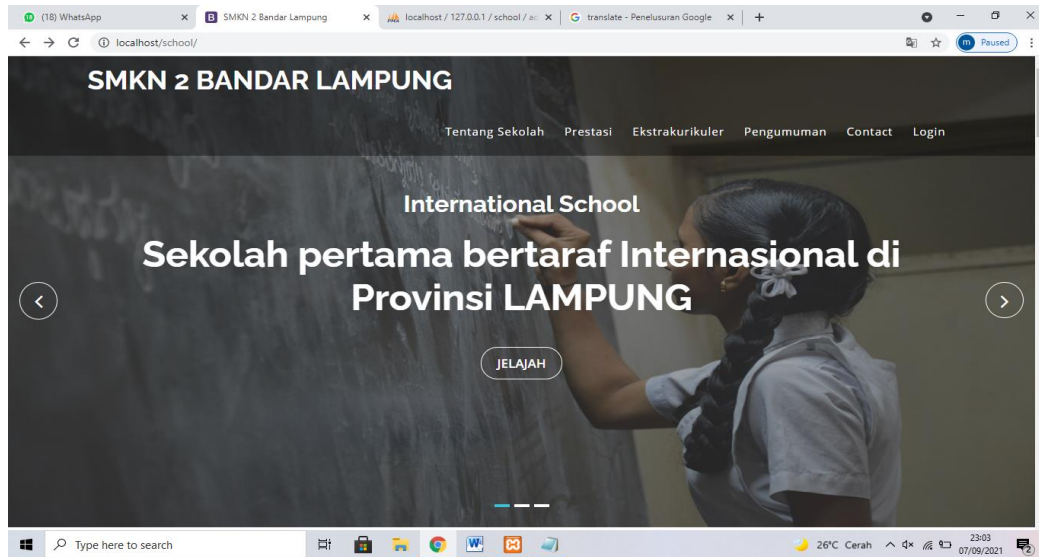 (18) WhatsApp
SMKN 2 Bandar Lampung
localhost / 127.0.0.1 / school / ad
translate - Penelusuran Google
localhost/school/
m Paused
SMKN 2 BANDAR LAMPUNG
Tentang Sekolah Prestasi Ekstrakurikuler Pengumuman Contact Login
International School
Sekolah pertama bertaraf Internasional di
Provinsi LAMPUNG
JELAJAH
Type here to search
26°C Cerah
23:03
07/09/2021
2